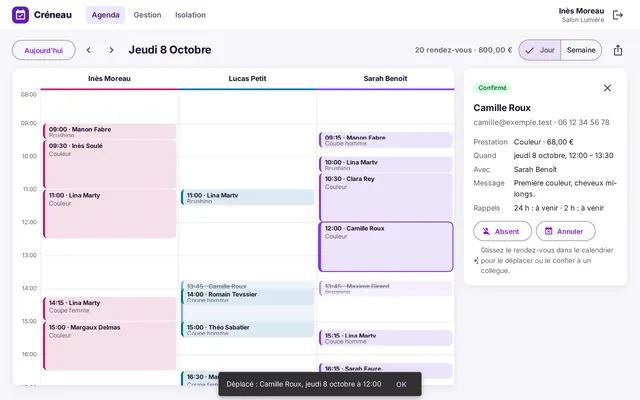 Créneau
Agenda
Gestion
Isolation
Inès Moreau
Salon Lumière
Aujourd'hui
Jeudi 8 Octobre
20 rendez-vous · 800,00 €
Jour
Semaine
Inès Moreau
Lucas Petit
Sarah Benoît
08:00
09:00
10:00
11:00
12:00
13:00
14:00
15:00
16:00
09:00 · Manon Fabre
Brushing
09:30 · Inès Soulé
Couleur
11:00 · Lina Marty
Couleur
14:15 · Lina Marty
Coupe femme
15:00 · Margaux Delmas
Couleur
11:00 · Lina Marty
Brushing
13:45 · Camille Roux
14:00 · Romain Teyssier
Coupe homme
15:00 · Théo Sabatier
Coupe homme
16:30 · Ma
Coupe femme
09:15 · Manon Fabre
Coupe homme
10:00 · Lina Marty
Brushing
10:30 · Clara Rey
Couleur
12:00 · Camille Roux
Couleur
13:45 · Maxime Girard
Brushing
15:15 · Lina Marty
Coupe homme
16:15 · Sarah Faure
Confirmé
Camille Roux
camille@exemple.test · 06 12 34 56 78
Prestation Couleur · 68,00 €
Quand jeudi 8 octobre, 12:00 – 13:30
Avec Sarah Benoît
Message Première couleur, cheveux mi-
longs.
Rappels 24 h : à venir · 2 h : à venir
Absent
Annuler
Glissez le rendez-vous dans le calendrier
pour le déplacer ou le confier à un
collègue.
Déplacé : Camille Roux, jeudi 8 octobre à 12:00
OK